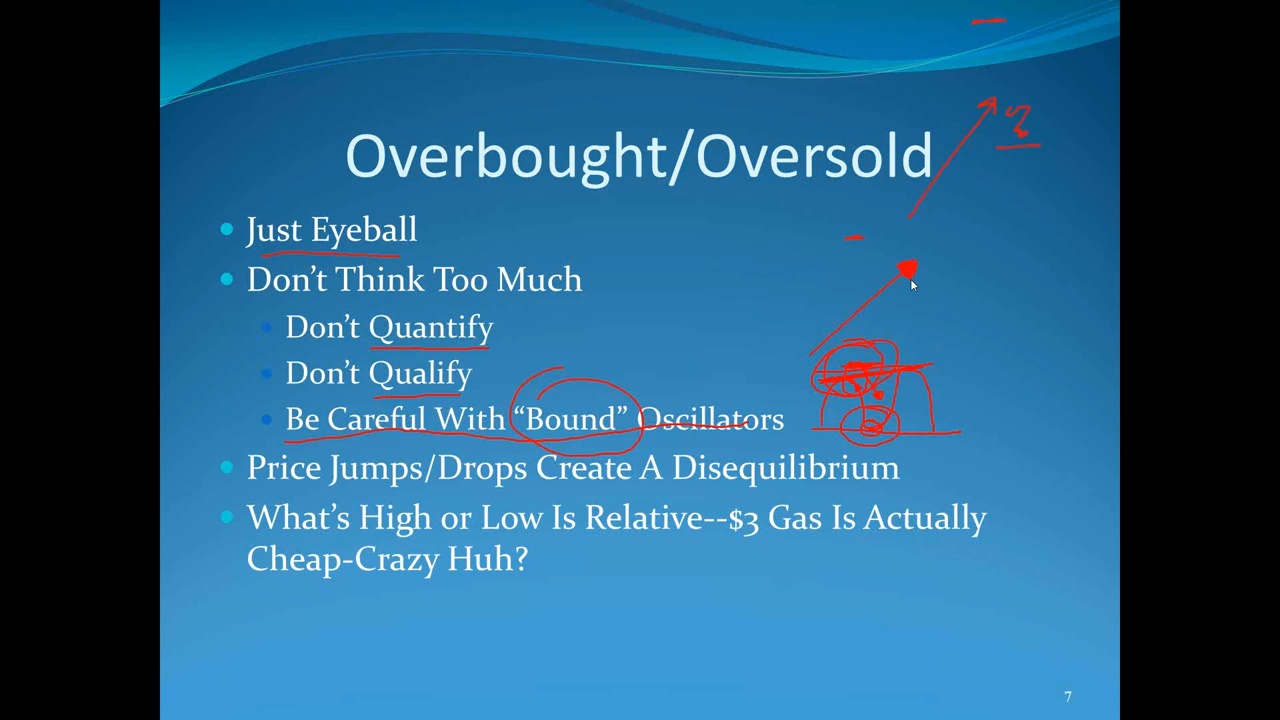 Overbought/Oversold
Just Eyeball
Don't Think Too Much
Don't Quantify
Don't Qualify
Be Careful With “Bound” Oscillators
Price Jumps/Drops Create A Disequilibrium
What's High or Low Is Relative--$3 Gas Is Actually
Cheap-Crazy Huh?
7